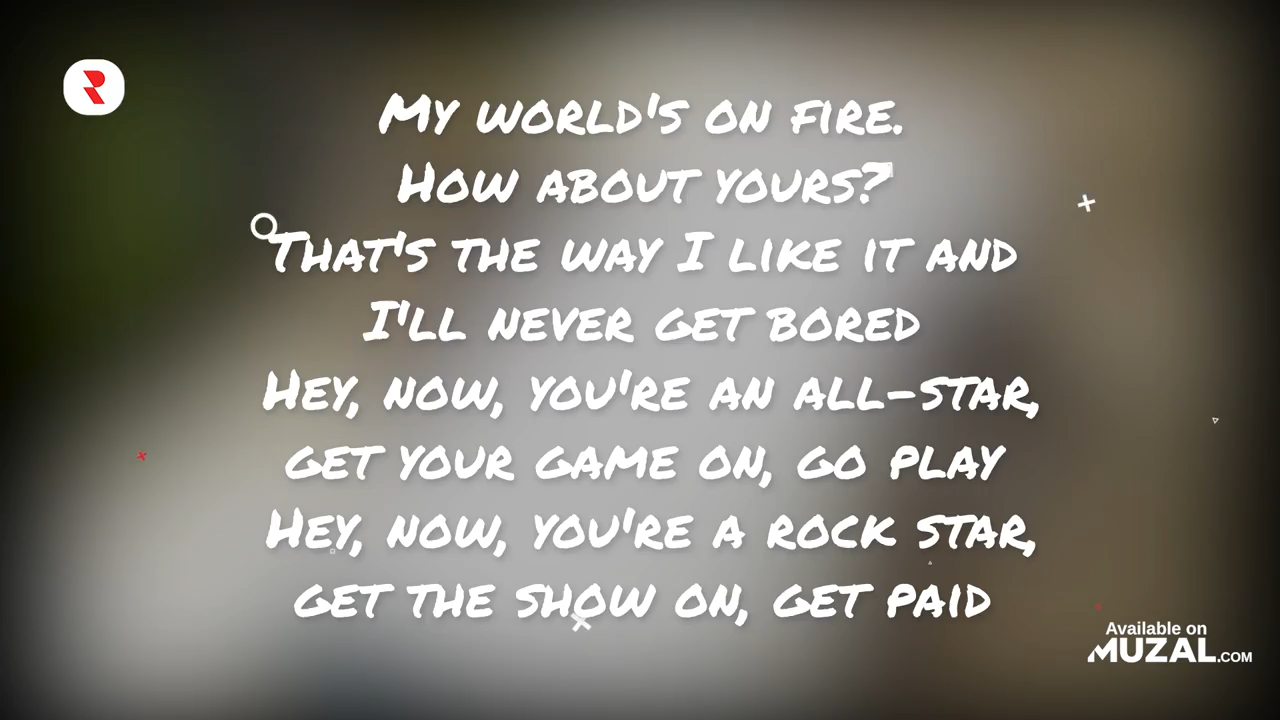 My world's on fire.
How about yours?
That's the way I like it and
I'll never get bored
Hey, now, you're an all-star,
get your game on, go play
Hey, now, you're a rock star,
get the show on, get paid
Available on
MUZAL.COM